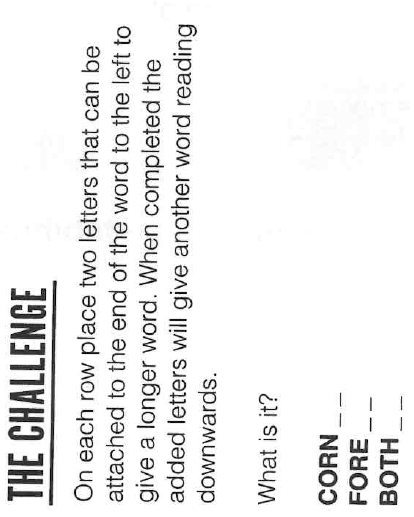 THE CHALLENGE
On each row place two letters that can be
attached to the end of the word to the left to
give a longer word. When completed the
added letters will give another word reading
downwards.
What is it?
CORN _ _
FORE _ _
BOTH _ _